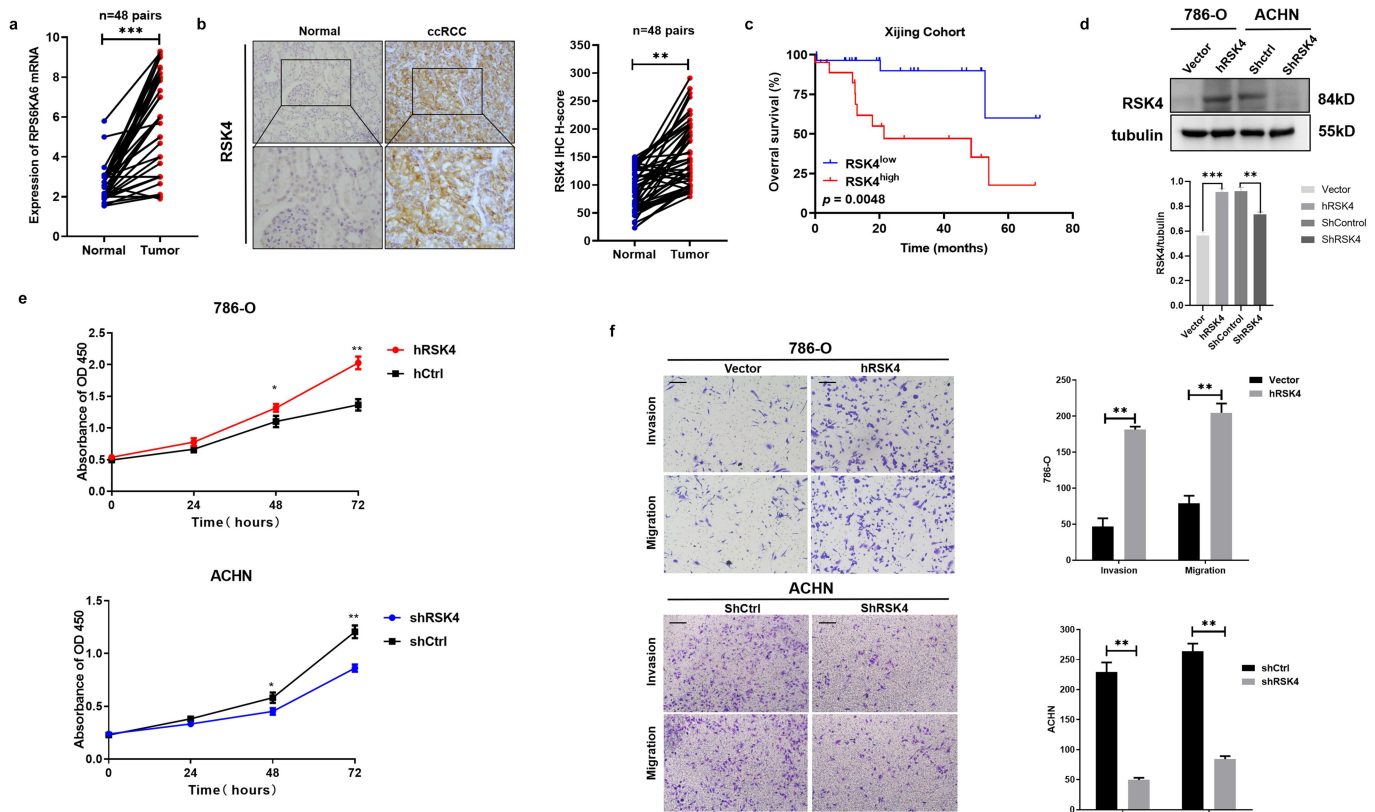 a
n=48 pairs
***
Expression of RPS6KA6 mRNA
10
8
6
4
2
0
Normal
Tumor
b
Normal
ccRCC
RSK4
n=48 pairs
**
RSK4 IHC H-score
300
250
200
150
100
50
0
Normal
Tumor
c
Xijing Cohort
Overral survival (%)
100
75
50
25
0
RSK4low
RSK4high
p = 0.0048
0
20
40
60
80
Time (months)
d
786-O
ACHN
Vector
hRSK4
Shctrl
ShRSK4
RSK4
84kD
tubulin
55kD
***
**
RSK4/tubulin
1.0
0.8
0.6
0.4
0.2
0.0
Vector
hRSK4
ShControl
ShRSK4
Vector
hRSK4
ShControl
ShRSK4
e
786-O
Absorbance of OD 450
2.5
2.0
1.5
1.0
0.5
0.0
*
**
hRSK4
hCtrl
0
24
48
72
Time( hours)
ACHN
Absorbance of OD 450
1.5
1.0
0.5
0.0
*
**
shRSK4
shCtrl
0
24
48
72
Time( hours)
f
786-O
Vector
hRSK4
Invasion
Migration
ACHN
ShCtrl
ShRSK4
Invasion
Migration
786-O
250
200
150
100
50
0
**
**
Vector
hRSK4
Invasion
Migration
ACHN
300
250
200
150
100
50
0
**
**
shCtrl
shRSK4